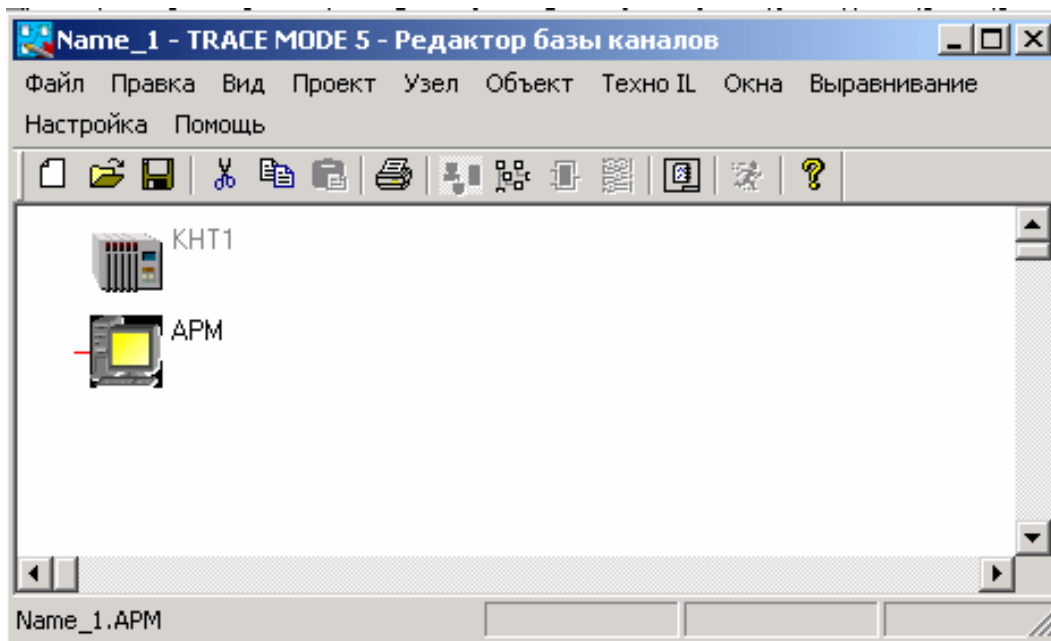 Name_1 - TRACE MODE 5 - Редактор базы каналов
Файл Правка Вид Проект Узел Объект Техно IL Окна Выравнивание
Настройка Помощь
КНТ1
АРМ
Name_1.АРМ